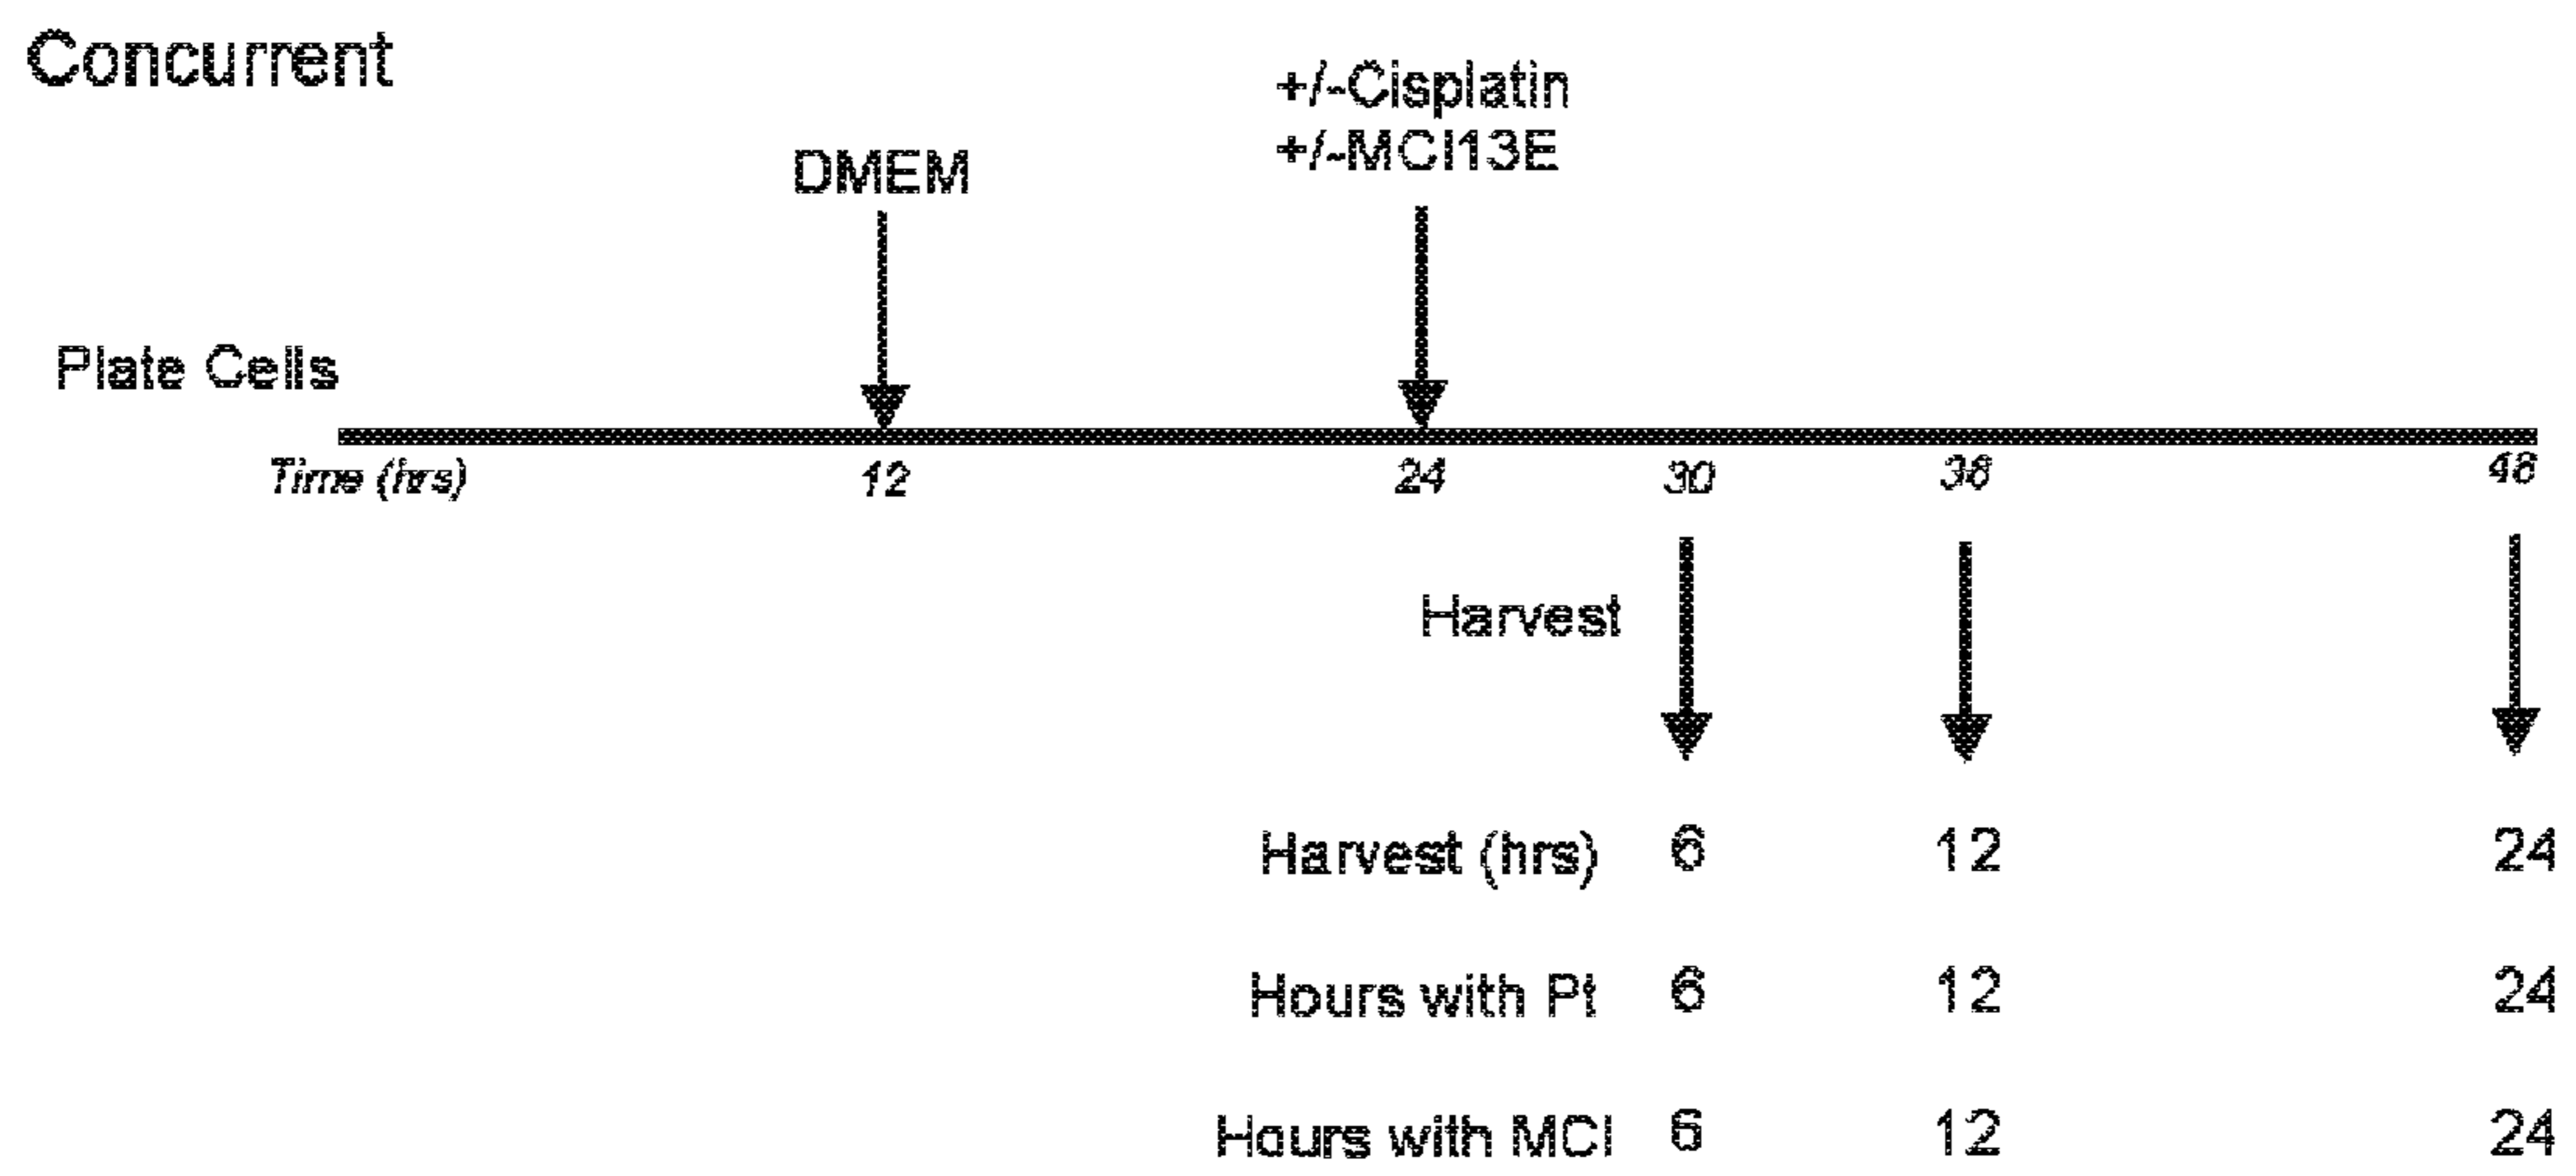 Concurrent
+/-Cisplatin
+/-MCI13E
DMEM
Plate Cells
Time (hrs) 12 24 30 36 48
Harvest
Harvest (hrs) 6 12 24
Hours with Pt 6 12 24
Hours with MCI 6 12 24